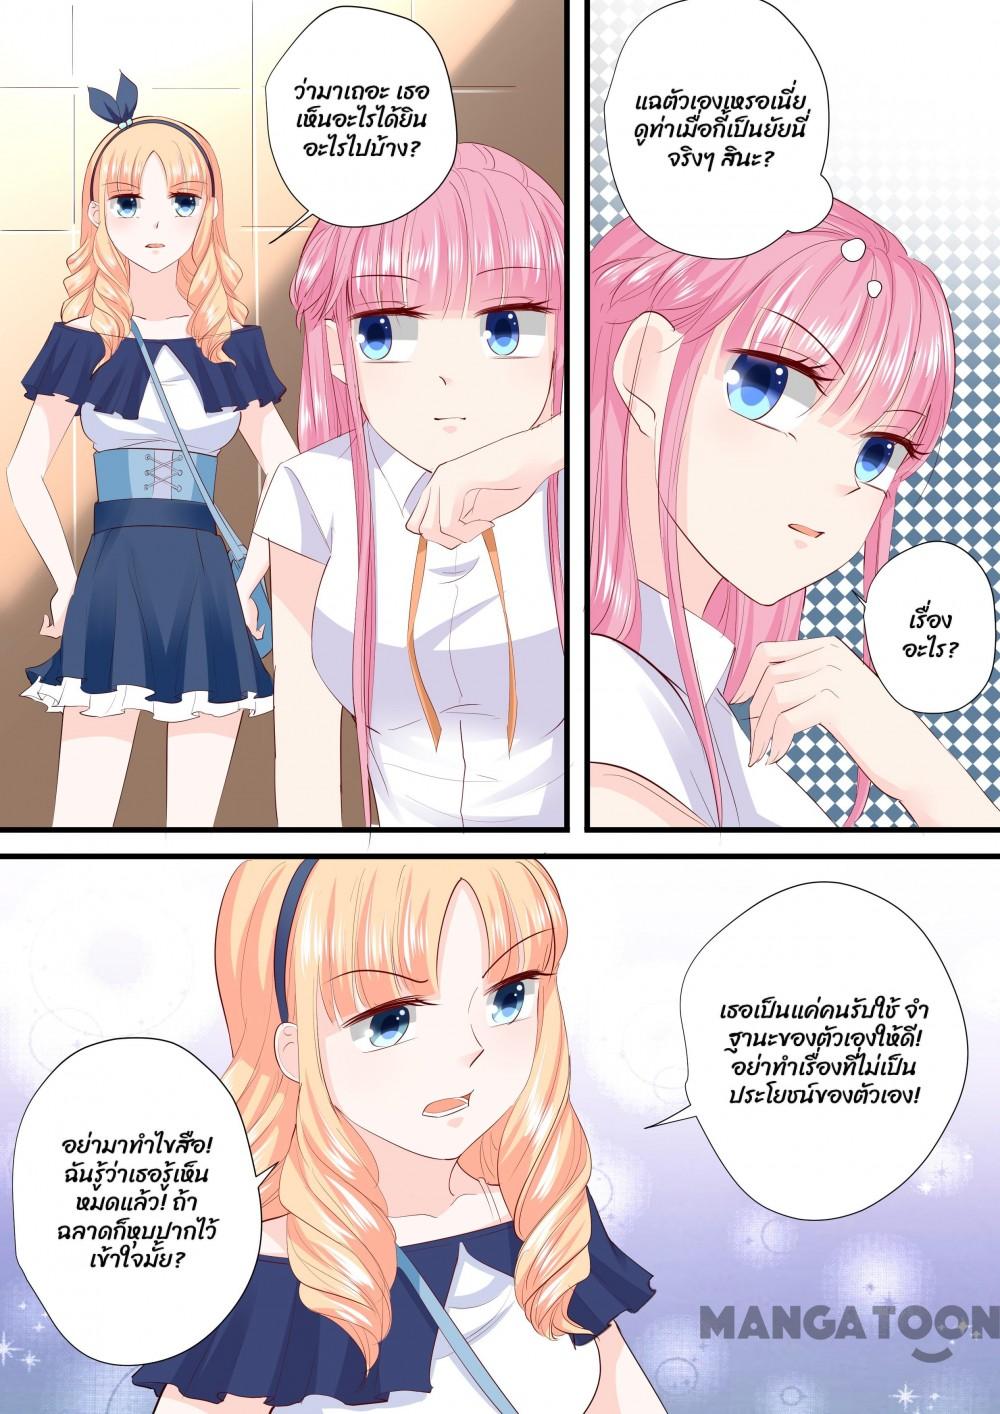 ว่ามาเถอะ เธอ
เห็นอะไรได้ยิน
อะไรไปบ้าง?
แฉตัวเองเหรอเนี่ย
ดูท่าเมื่อกี้เป็นยัยนี่
จริงๆ สินะ?
เรื่อง
อะไร?
เธอเป็นแค่คนรับใช้ จำ
ฐานะของตัวเองให้ดี!
อย่าทำเรื่องที่ไม่เป็น
ประโยชน์ของตัวเอง!
อย่ามาทำไขสือ!
ฉันรู้ว่าเธอรู้เห็น
หมดแล้ว! ถ้า
ฉลาดก็หุบปากไว้
เข้าใจมั้ย?
MANGATOON